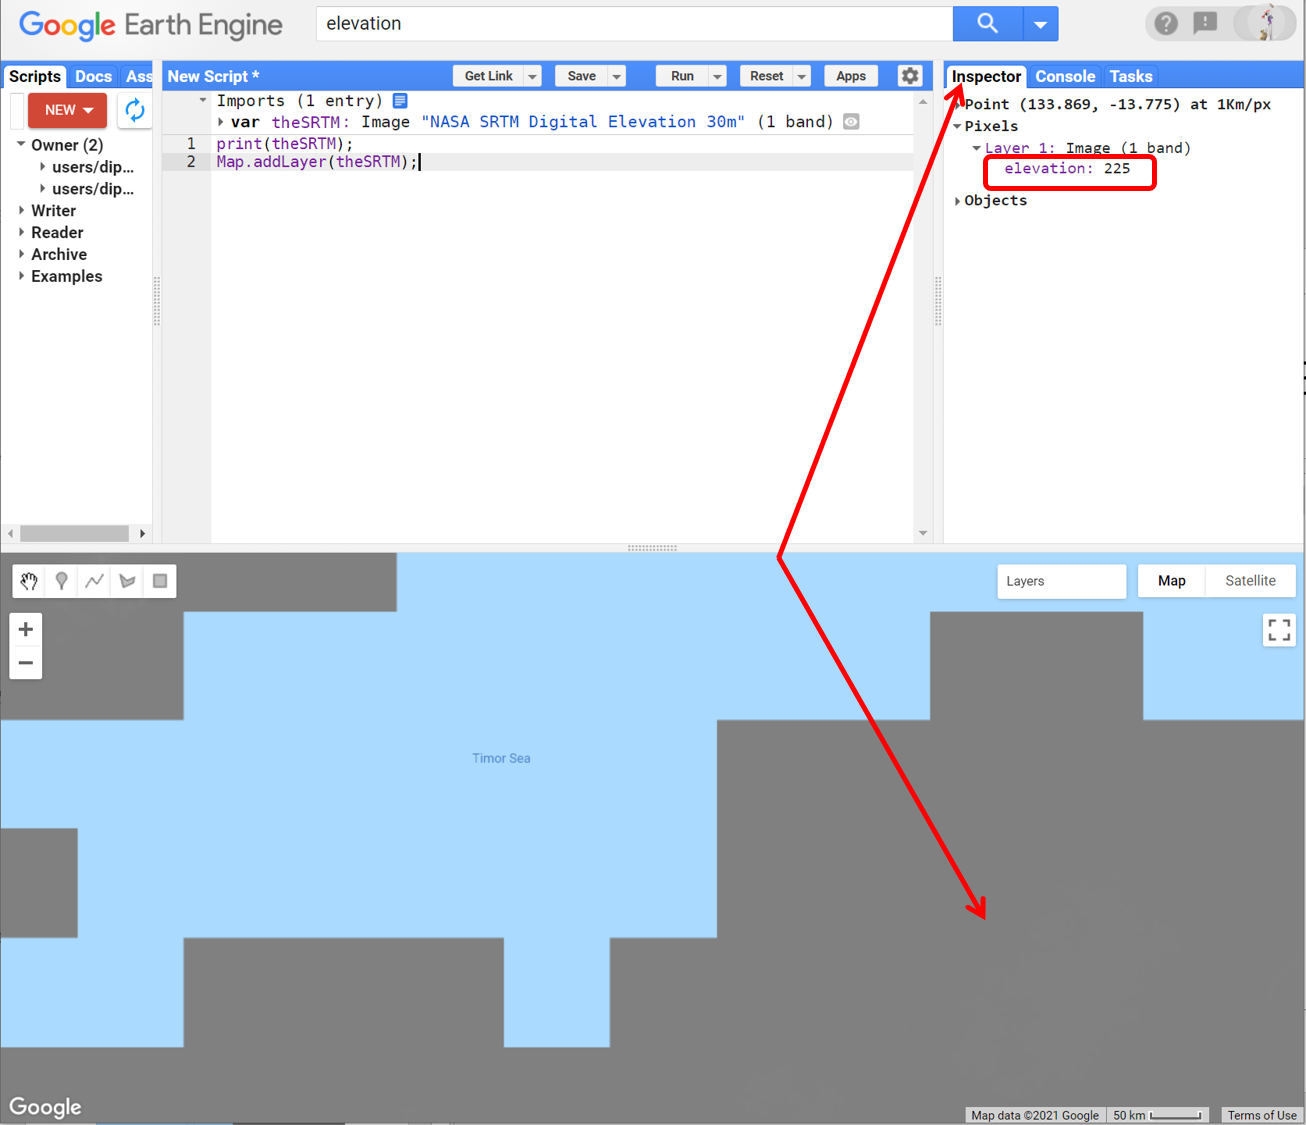 Google Earth Engine
elevation
Scripts Docs Ass
NEW
Owner (2)
users/dip...
users/dip...
Writer
Reader
Archive
Examples
New Script *
Get Link Save Run Reset Apps
Imports (1 entry)
var theSRTM: Image "NASA SRTM Digital Elevation 30m" (1 band)
1 print(theSRTM);
2 Map.addLayer(theSRTM);
Inspector Console Tasks
Point (133.869, -13.775) at 1Km/px
Pixels
Layer 1: Image (1 band)
elevation: 225
Objects
Layers
Map Satellite
Timor Sea
Google
Map data ©2021 Google 50 km Terms of Use